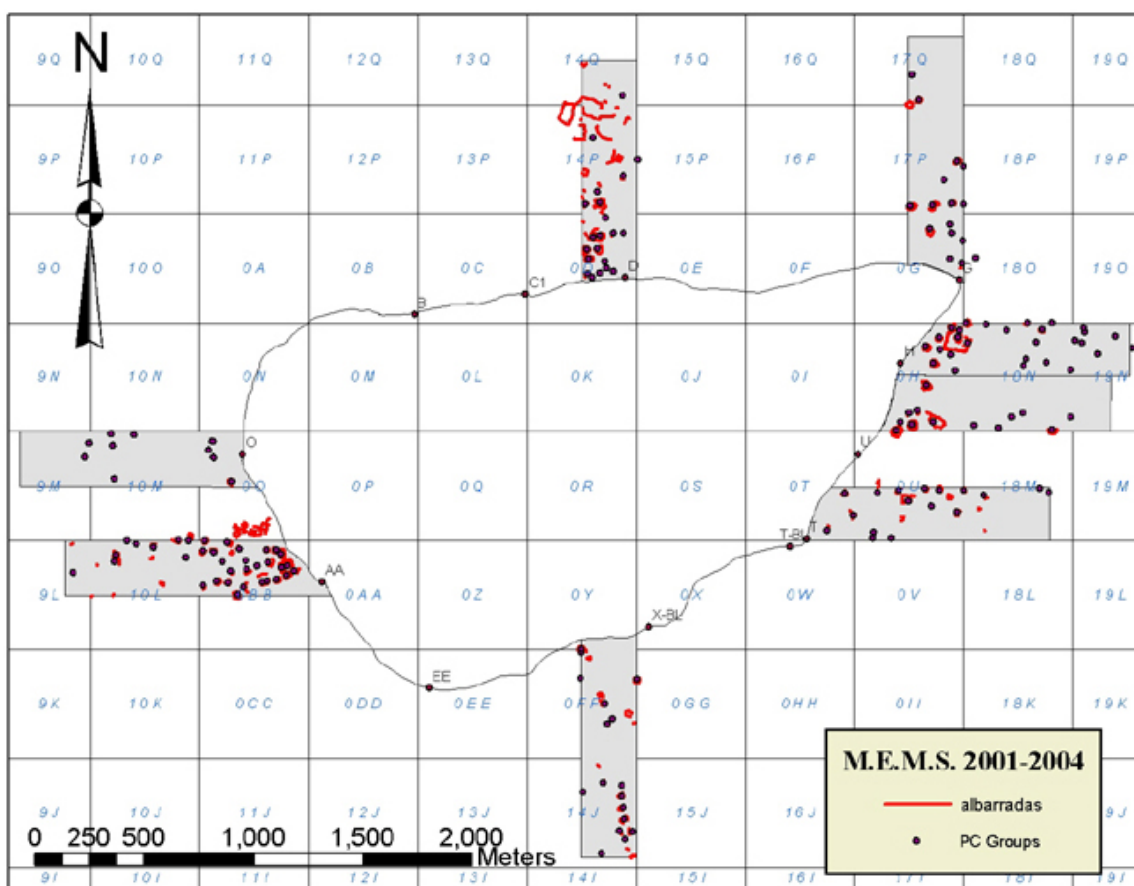 N
9Q 10Q 11Q 12Q 13Q 14Q 15Q 16Q 17Q 18Q 19Q
9P 10P 11P 12P 13P 14P 15P 16P 17P 18P 19P
9O 10O 0A 0B 0C 0D 0E 0F 0G 18O 19O
B C1 D G
9N 10N 0N 0M 0L 0K 0J 0I 0H 18N 19N
H
O U
9M 10M 0O 0P 0Q 0R 0S 0T 0U 18M 19M
T-BL T
AA
9L 10L 0BB 0AA 0Z 0Y 0X 0W 0V 18L 19L
X-BL
EE
9K 10K 0CC 0DD 0EE 0FF 0GG 0HH 0II 18K 19K
9J 10J 11J 12J 13J 14J 15J 16J 19J
M.E.M.S. 2001-2004
albarradas
PC Groups
0 250 500 1,000 1,500 2,000
Meters
9I 10I 11I 12I 13I 14I 15I 16I 17I 18I 19I